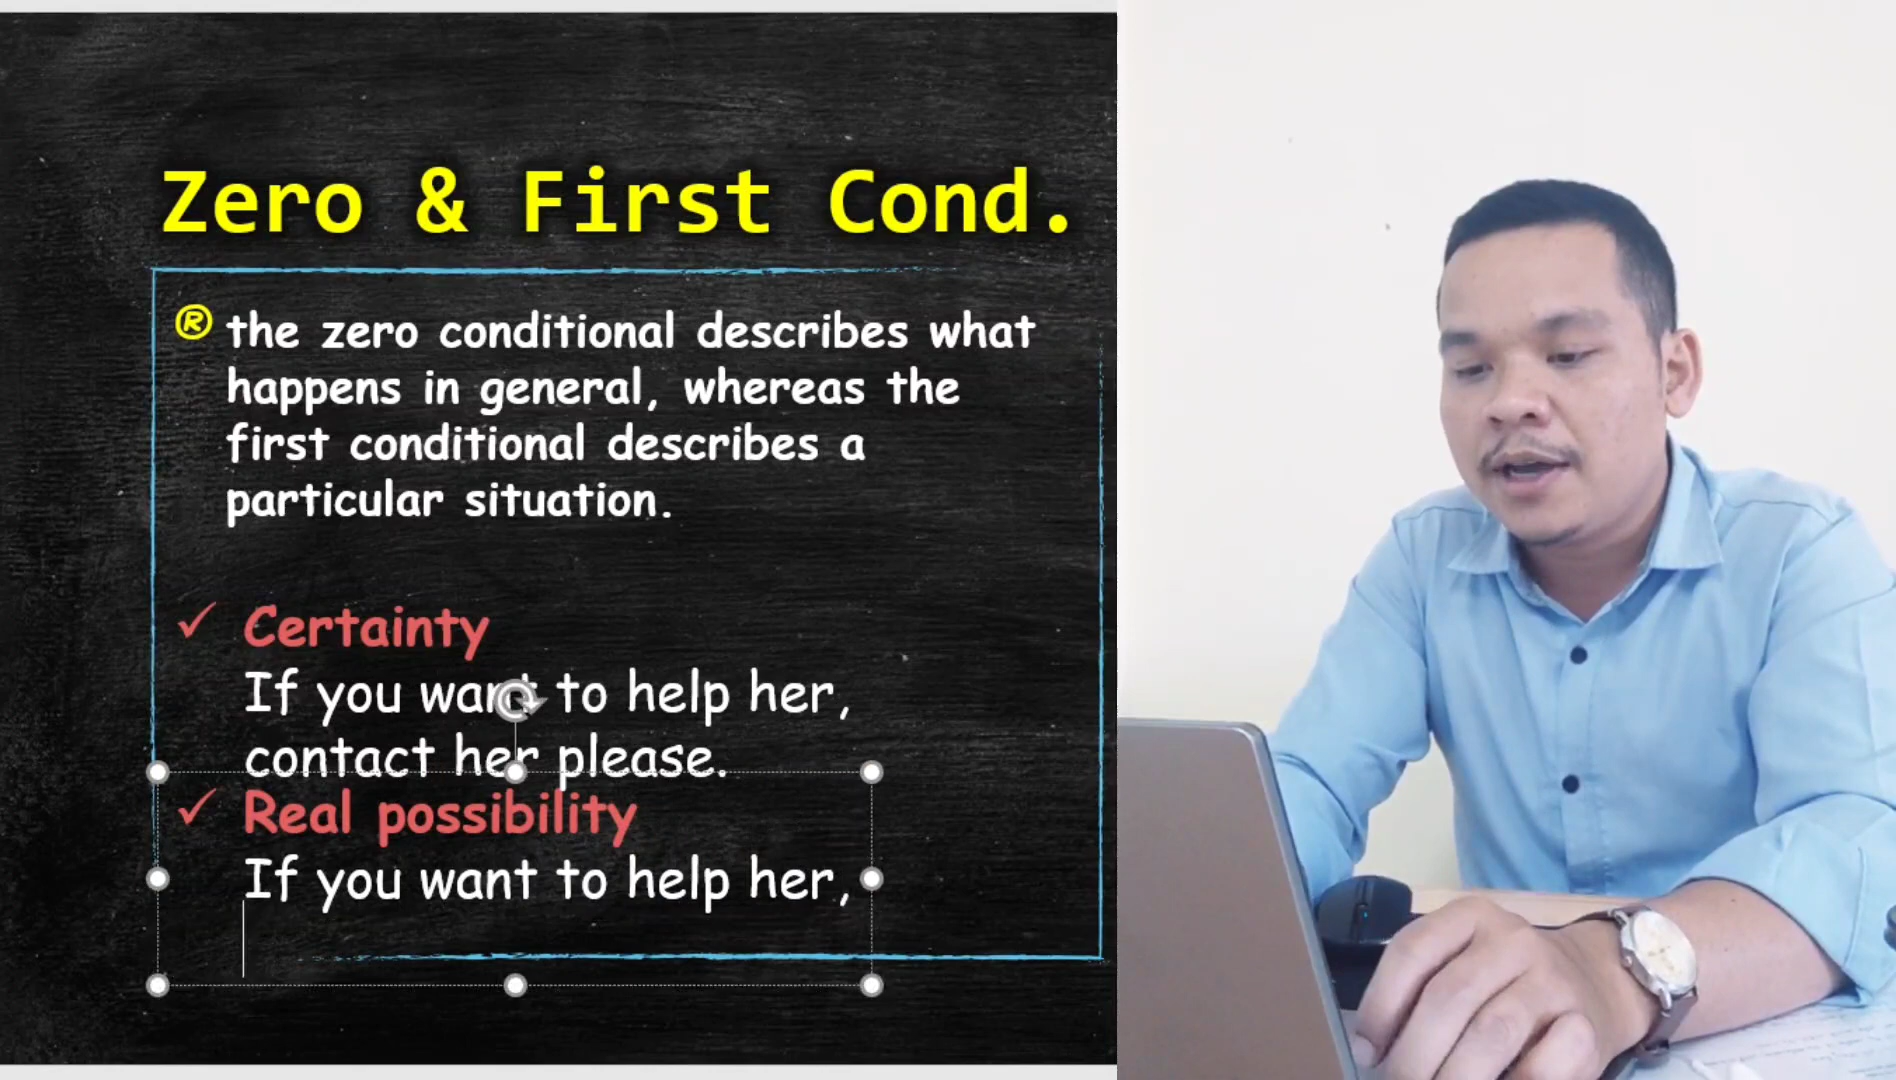 Zero & First Cond.
® the zero conditional describes what
happens in general, whereas the
first conditional describes a
particular situation.
✓ Certainty
If you want to help her,
contact her please.
✓ Real possibility
If you want to help her,